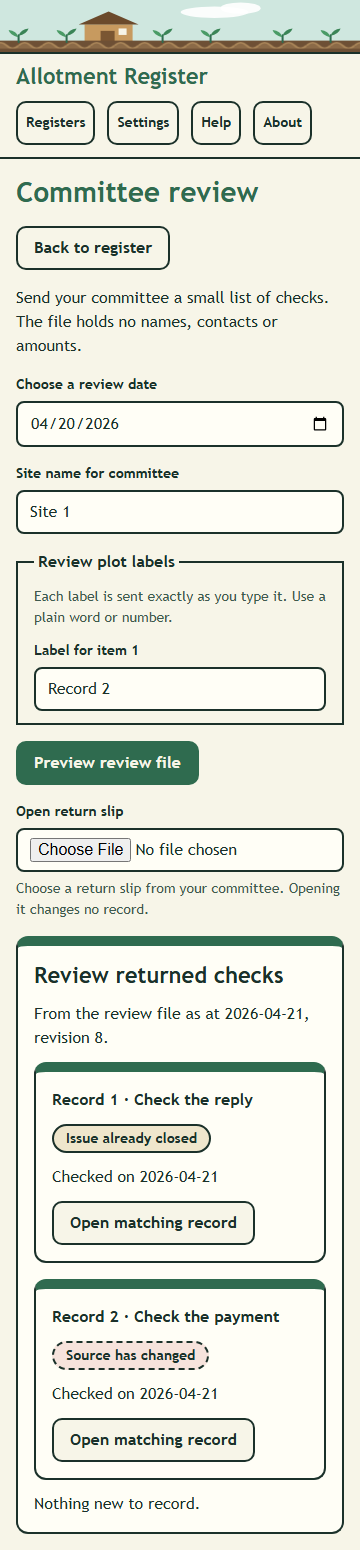 Allotment Register
Registers
Settings
Help
About
Committee review
Back to register
Send your committee a small list of checks.
The file holds no names, contacts or
amounts.
Choose a review date
04/20/2026
Site name for committee
Site 1
Review plot labels
Each label is sent exactly as you type it. Use a
plain word or number.
Label for item 1
Record 2
Preview review file
Open return slip
Choose File No file chosen
Choose a return slip from your committee. Opening
it changes no record.
Review returned checks
From the review file as at 2026-04-21,
revision 8.
Record 1 · Check the reply
Issue already closed
Checked on 2026-04-21
Open matching record
Record 2 · Check the payment
Source has changed
Checked on 2026-04-21
Open matching record
Nothing new to record.